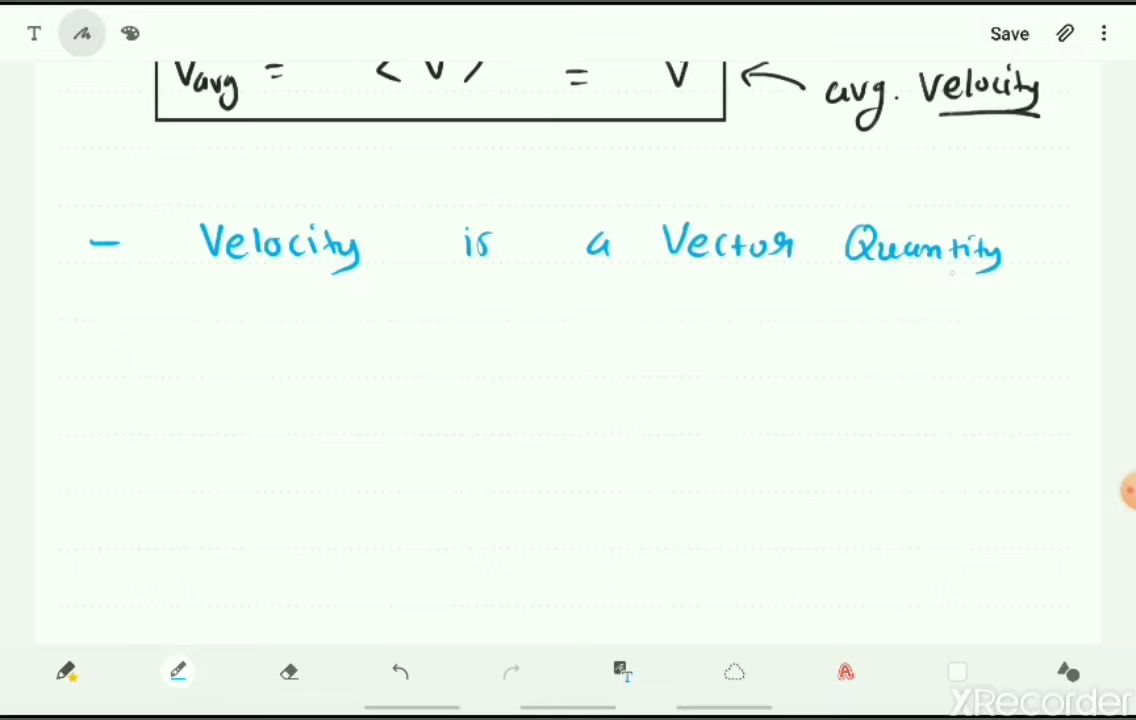 T Save
Vavg = < V > = V ← avg. Velocity
- Velocity is a Vector Quantity
T A
XRecorder